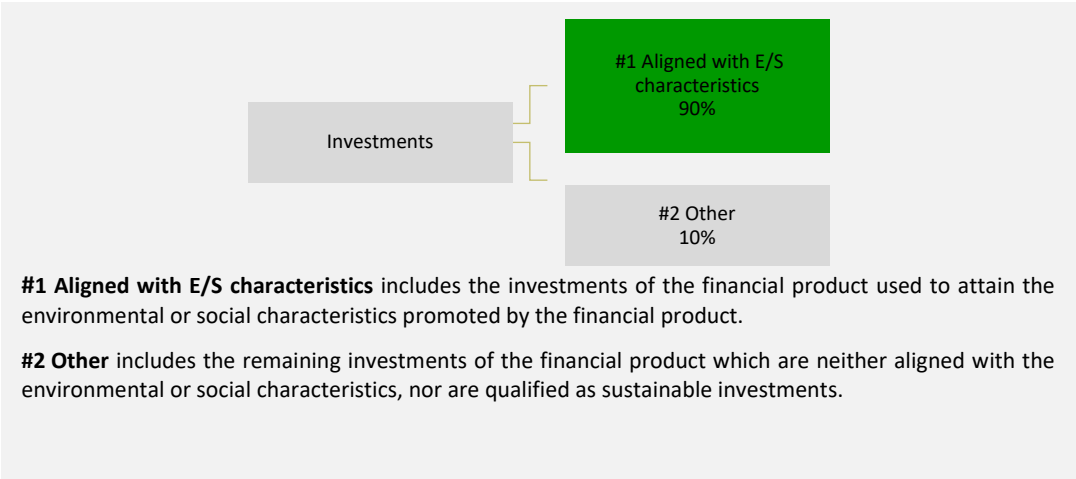 #1 Aligned with E/S
characteristics
90%
Investments
#2 Other
10%
#1 Aligned with E/S characteristics includes the investments of the financial product used to attain the
environmental or social characteristics promoted by the financial product.
#2 Other includes the remaining investments of the financial product which are neither aligned with the
environmental or social characteristics, nor are qualified as sustainable investments.